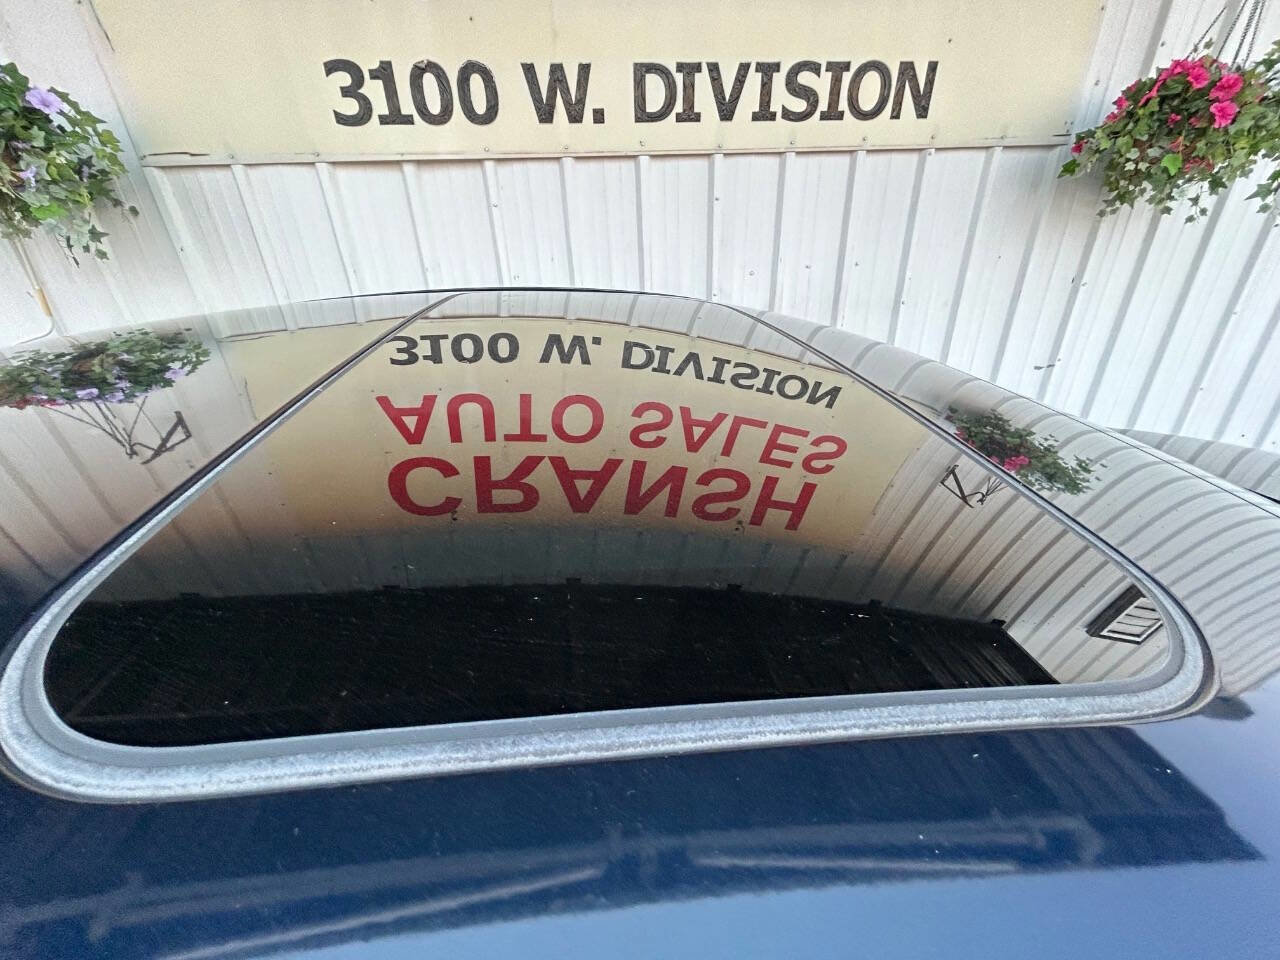 3100 W. DIVISION
3100 W. DIVISION
AUTO SALES
CRANSH